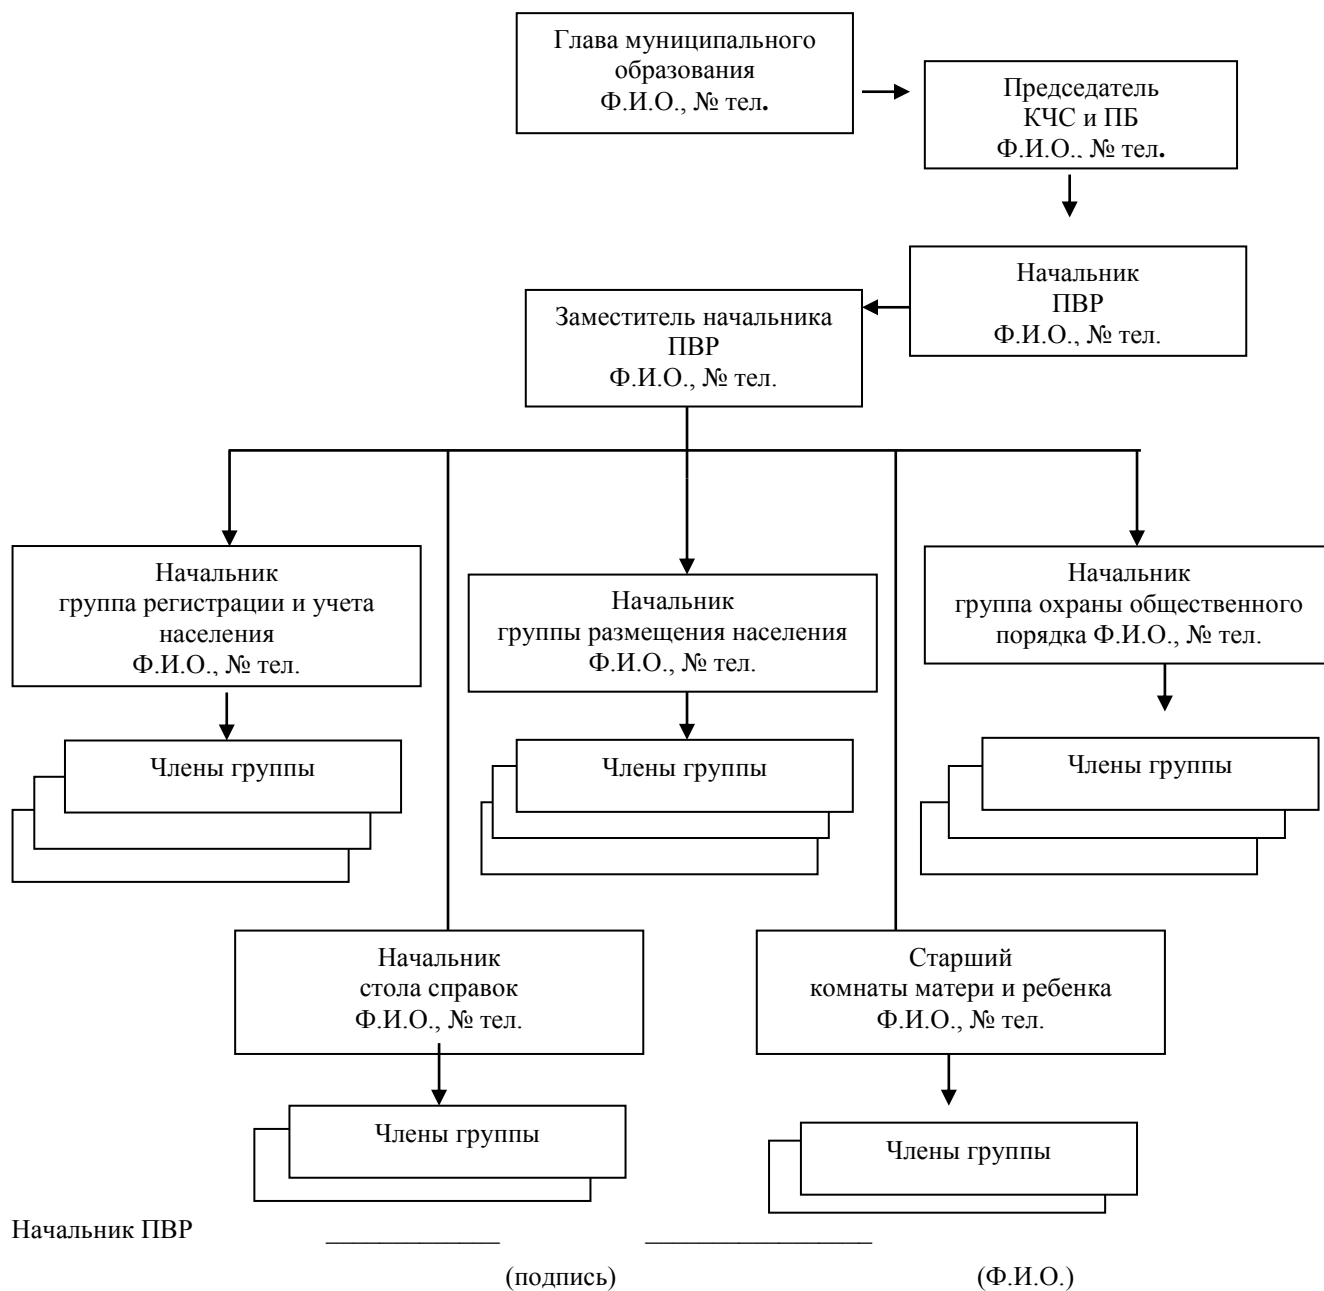 Глава муниципального
образования
Ф.И.О., № тел.
Председатель
КЧС и ПБ
Ф.И.О., № тел.
Начальник
ПВР
Ф.И.О., № тел.
Заместитель начальника
ПВР
Ф.И.О., № тел.
Начальник
группа регистрации и учета
населения
Ф.И.О., № тел.
Начальник
группы размещения населения
Ф.И.О., № тел.
Начальник
группа охраны общественного
порядка Ф.И.О., № тел.
Члены группы
Члены группы
Члены группы
Начальник
стола справок
Ф.И.О., № тел.
Старший
комнаты матери и ребенка
Ф.И.О., № тел.
Члены группы
Члены группы
Начальник ПВР
(подпись) (Ф.И.О.)